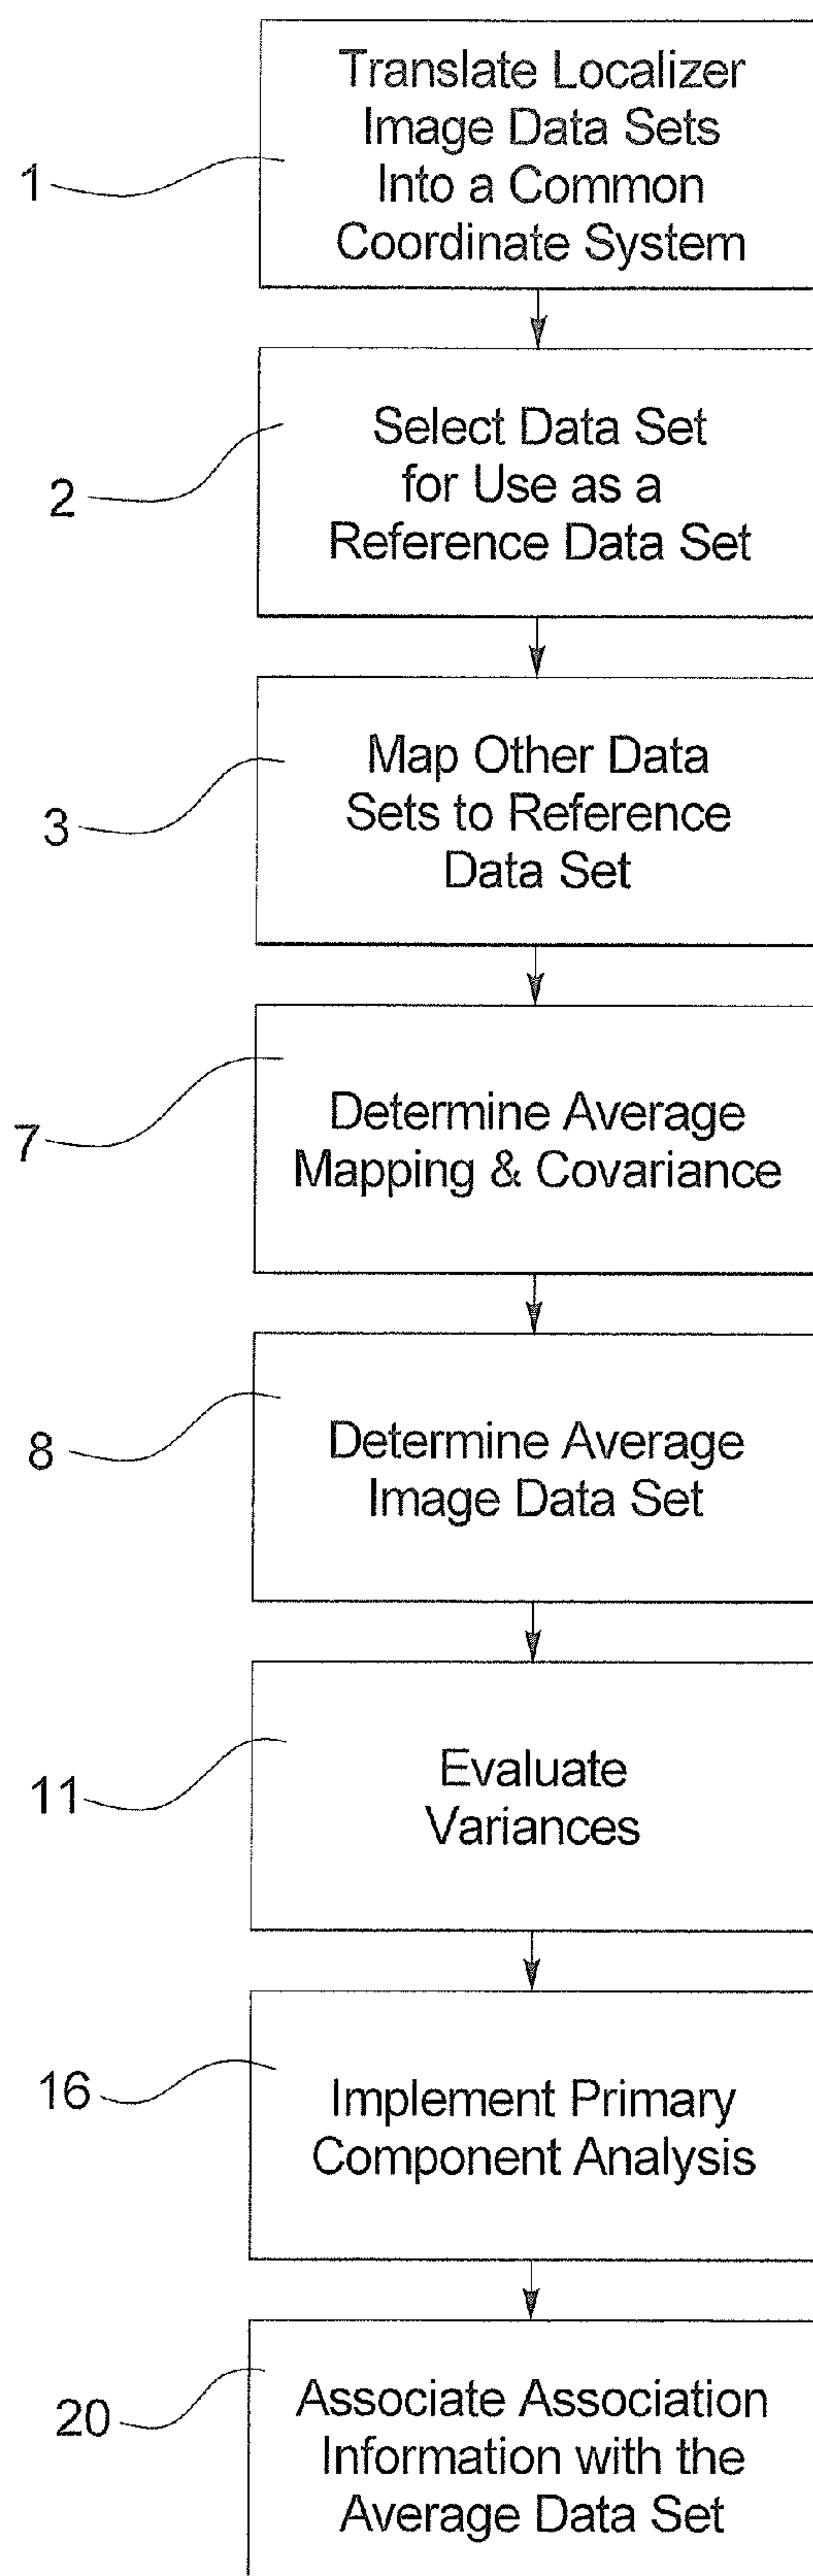 Translate Localizer
Image Data Sets
Into a Common
Coordinate System
1
Select Data Set
for Use as a
Reference Data Set
2
Map Other Data
Sets to Reference
Data Set
3
Determine Average
Mapping & Covariance
7
Determine Average
Image Data Set
8
Evaluate
Variances
11
Implement Primary
Component Analysis
16
Associate Association
Information with the
Average Data Set
20